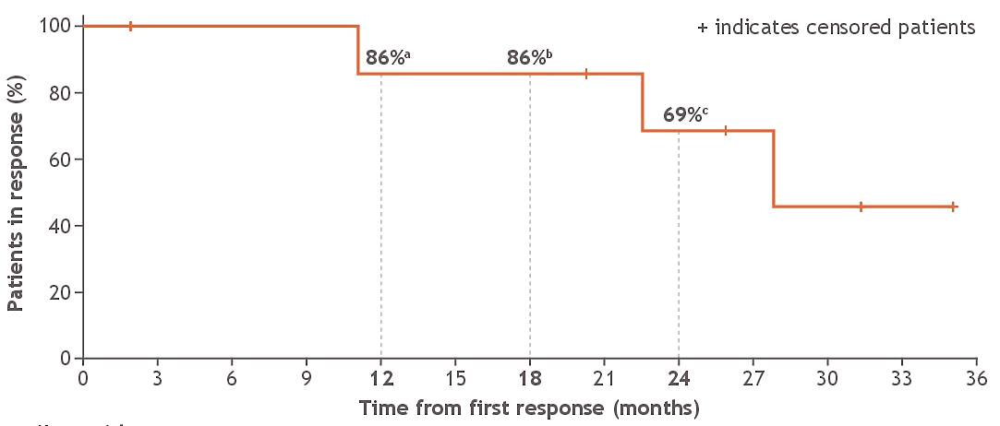 + indicates censored patients
Patients in response (%)
100
80
60
40
20
0
86%ᵃ
86%ᵇ
69%ᶜ
0 3 6 9 12 15 18 21 24 27 30 33 36
Time from first response (months)